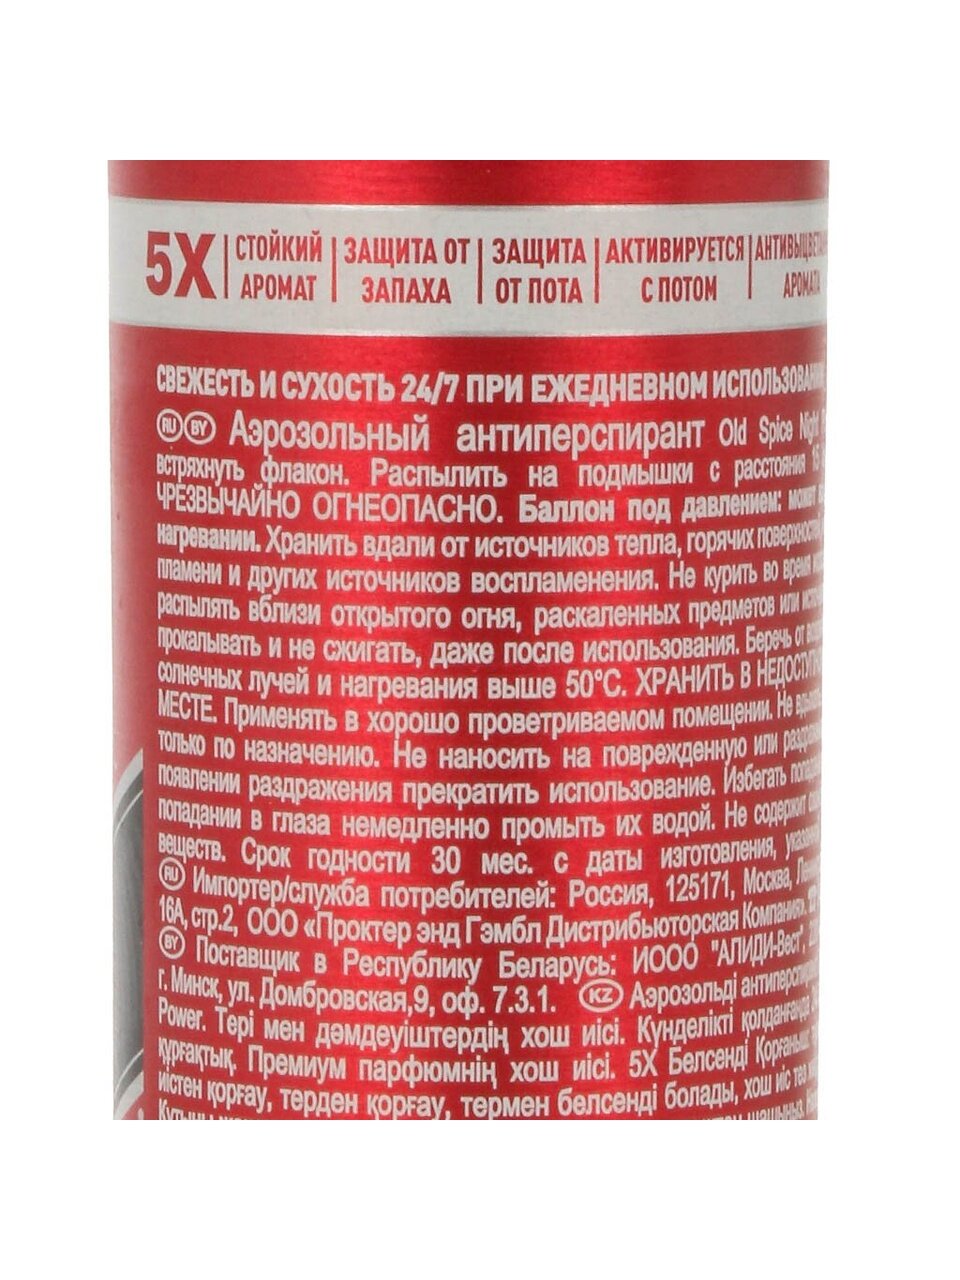 5X СТОЙКИЙ АРОМАТ ЗАЩИТА ОТ ЗАПАХА ЗАЩИТА ОТ ПОТА АКТИВИРУЕТСЯ С ПОТОМ АРОМАТА
СВЕЖЕСТЬ И СУХОСТЬ 24/7 ПРИ ЕЖЕДНЕВНОМ
RU BY Аэрозольный антиперспирант Old Spice Night
встряхнуть флакон. Распылить на подмышки с расстояния 15
ЧРЕЗВЫЧАЙНО ОГНЕОПАСНО. Баллон под давлением: может
нагревании. Хранить вдали от источников тепла, горячих
пламени и других источников воспламенения. Не курить во время
распылять вблизи открытого огня, раскаленных предметов или
прокалывать и не сжигать, даже после использования. Беречь от
солнечных лучей и нагревания выше 50°C. ХРАНИТЬ В
МЕСТЕ. Применять в хорошо проветриваемом помещении. Не
только по назначению. Не наносить на поврежденную или
появлении раздражения прекратить использование. Избегать
попадании в глаза немедленно промыть их водой. Не содержит
веществ. Срок годности 30 мес. с даты изготовления,
RU Импортер/служба потребителей: Россия, 125171, Москва,
16А, стр.2, ООО «Проктер энд Гэмбл Дистрибьюторская Компания».
BY Поставщик в Республику Беларусь: ИООО "АЛИДИ-Вест",
г. Минск, ул. Домбровская,9, оф. 7.3.1. KZ Аэрозольді
Power. Тері мен дәмдеуіштердің хош иісі. Күнделікті қолданғанда
құрғақтық. Премиум парфюмнің хош иісі. 5X Белсенді Қорғаныш:
иістен қорғау, терден қорғау, термен белсенді болады, хош иіс